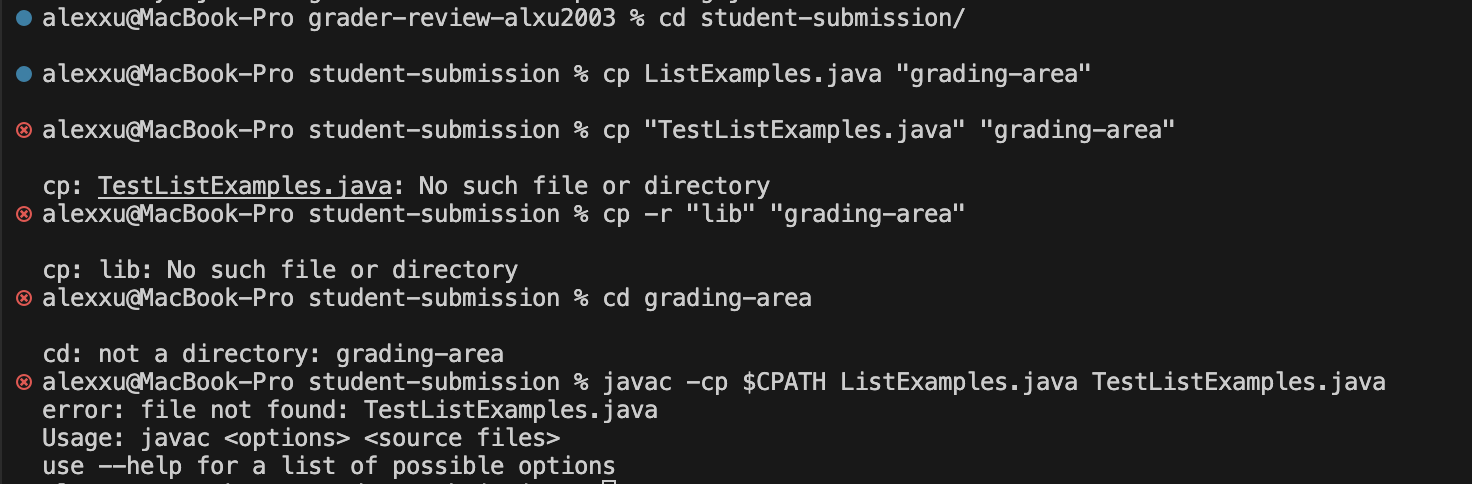 alexxu@MacBook-Pro grader-review-alxu2003 % cd student-submission/
alexxu@MacBook-Pro student-submission % cp ListExamples.java "grading-area"
alexxu@MacBook-Pro student-submission % cp "TestListExamples.java" "grading-area"
cp: TestListExamples.java: No such file or directory
alexxu@MacBook-Pro student-submission % cp -r "lib" "grading-area"
cp: lib: No such file or directory
alexxu@MacBook-Pro student-submission % cd grading-area
cd: not a directory: grading-area
alexxu@MacBook-Pro student-submission % javac -cp $CPATH ListExamples.java TestListExamples.java
error: file not found: TestListExamples.java
Usage: javac <options> <source files>
use --help for a list of possible options